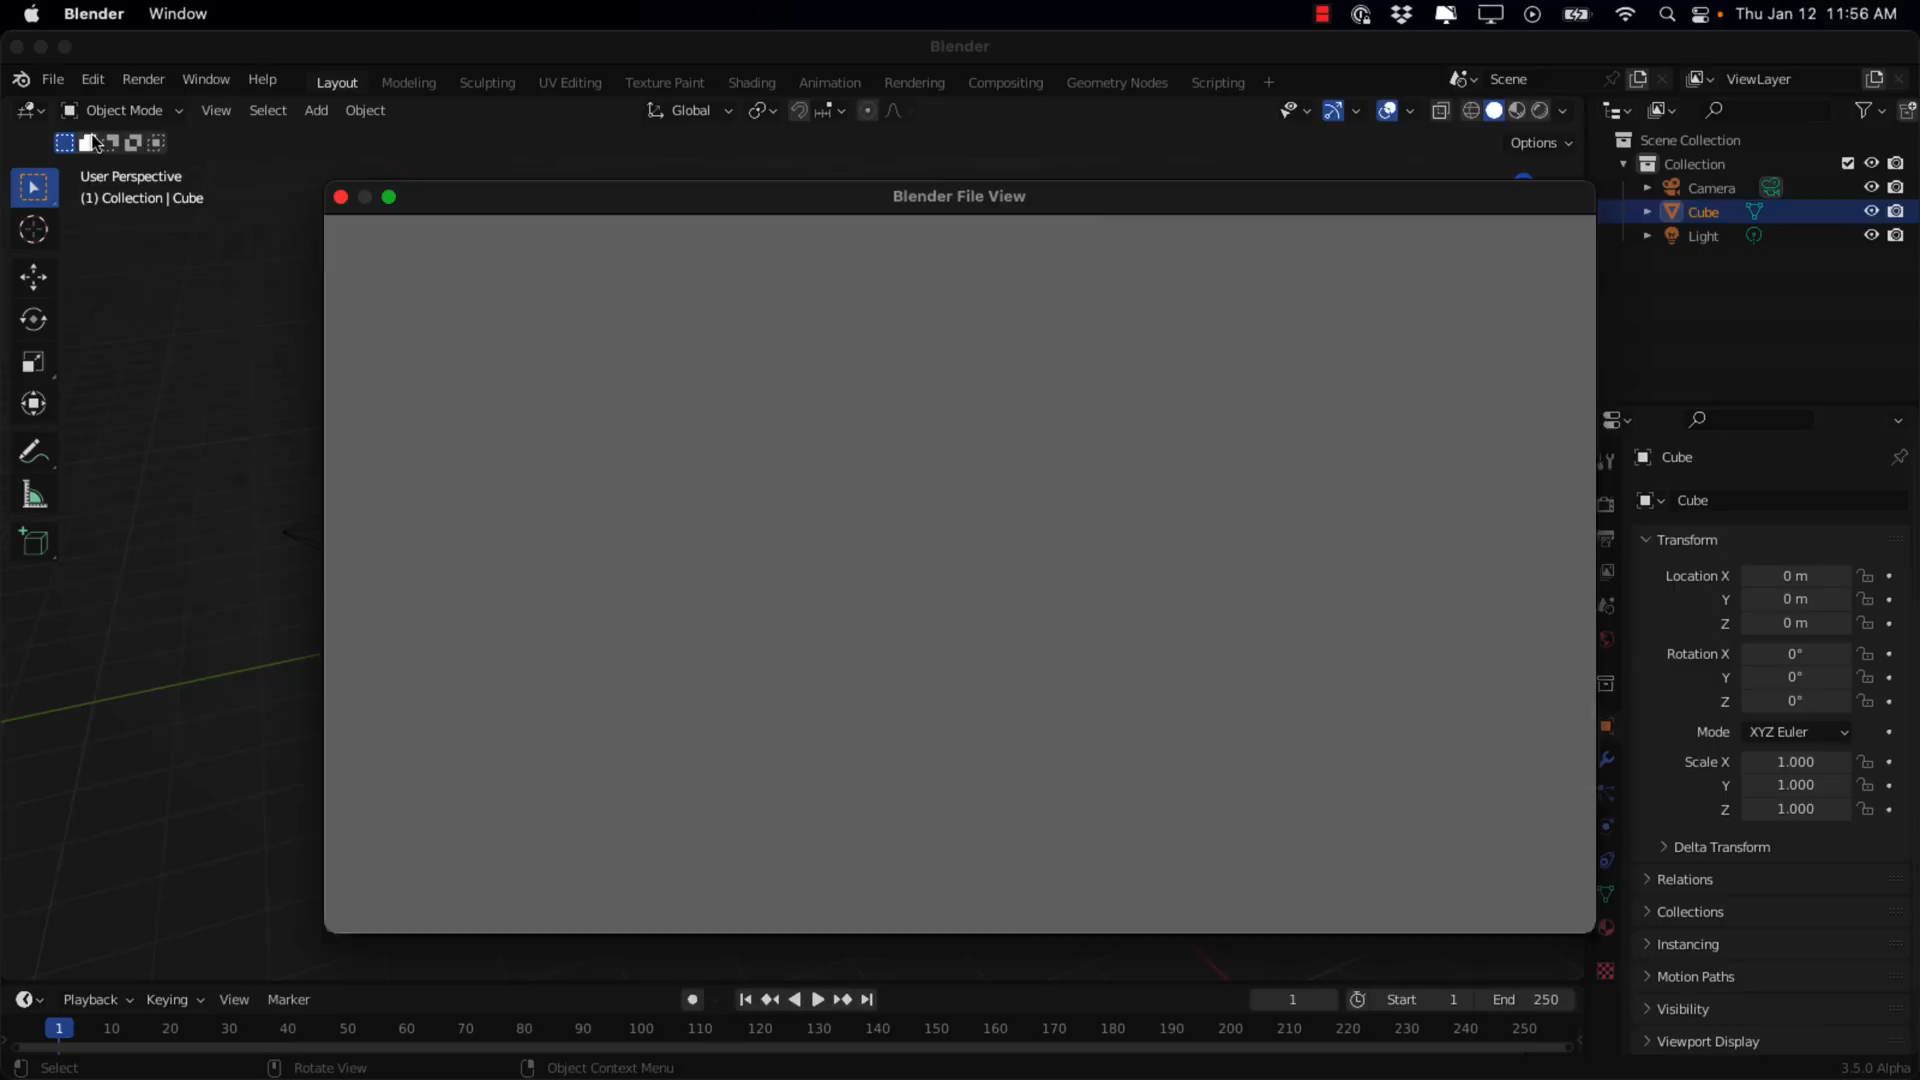 Blender Window Thu Jan 12 11:56 AM
Blender
File Edit Render Window Help Layout Modeling Sculpting UV Editing Texture Paint Shading Animation Rendering Compositing Geometry Nodes Scripting + Scene ViewLayer
Object Mode View Select Add Object Global
Options
User Perspective
(1) Collection | Cube
Blender File View
Scene Collection
Collection
Camera
Cube
Light
Cube
Cube
Transform
Location X 0 m
Y 0 m
Z 0 m
Rotation X 0°
Y 0°
Z 0°
Mode XYZ Euler
Scale X 1.000
Y 1.000
Z 1.000
Delta Transform
Relations
Collections
Instancing
Motion Paths
Visibility
Viewport Display
Playback Keying View Marker 1 Start 1 End 250
1 10 20 30 40 50 60 70 80 90 100 110 120 130 140 150 160 170 180 190 200 210 220 230 240 250
Select Rotate View Object Context Menu 3.5.0 Alpha